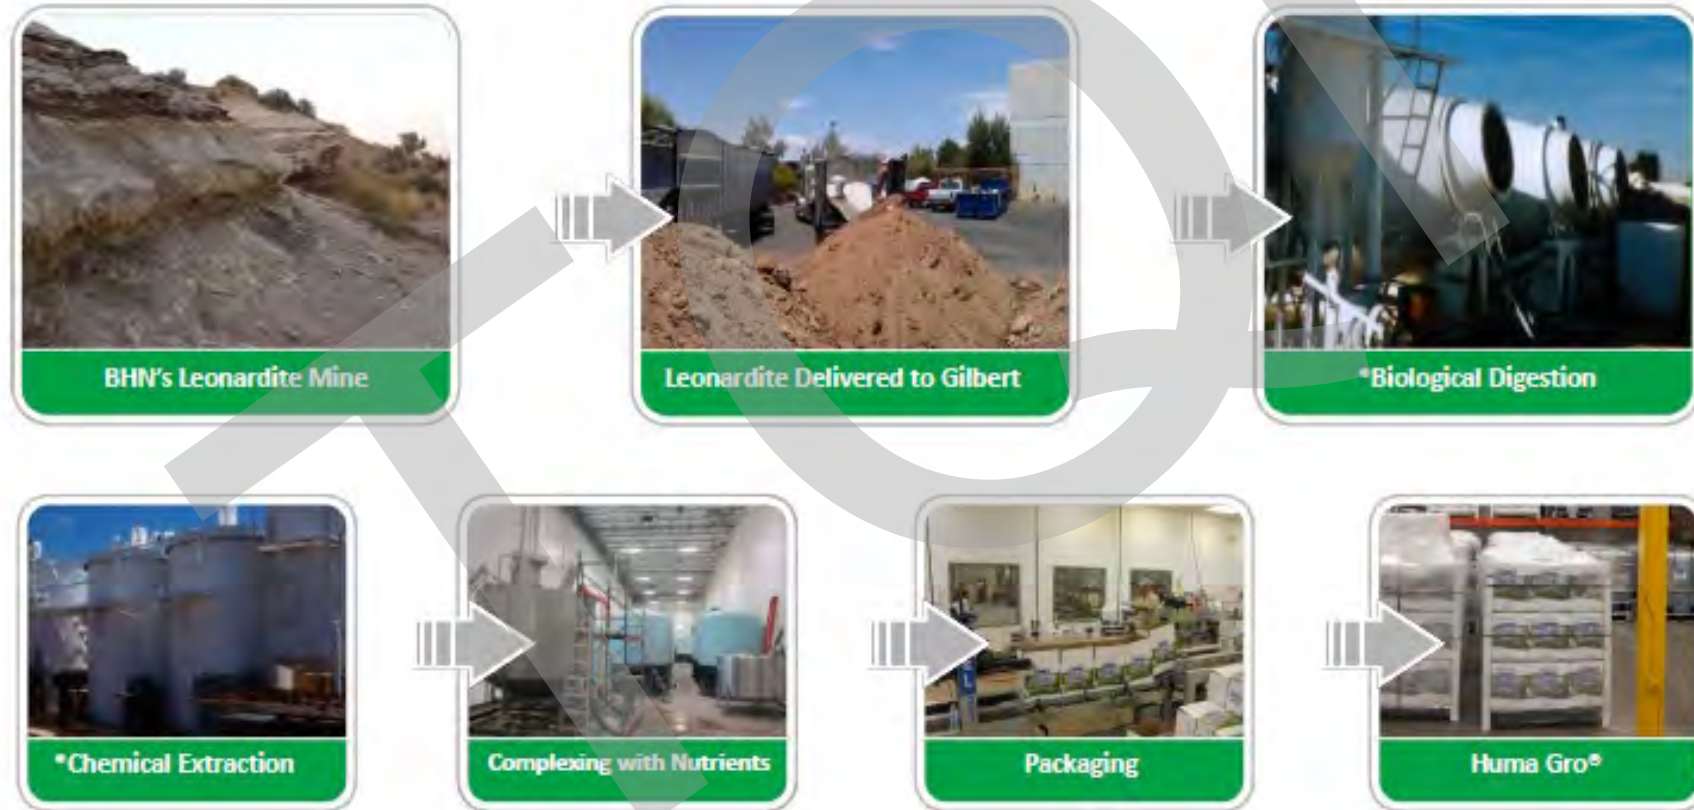 BHN's Leonardite Mine
Leonardite Delivered to Gilbert
*Biological Digestion
*Chemical Extraction
Complexing with Nutrients
Packaging
Huma Gro®